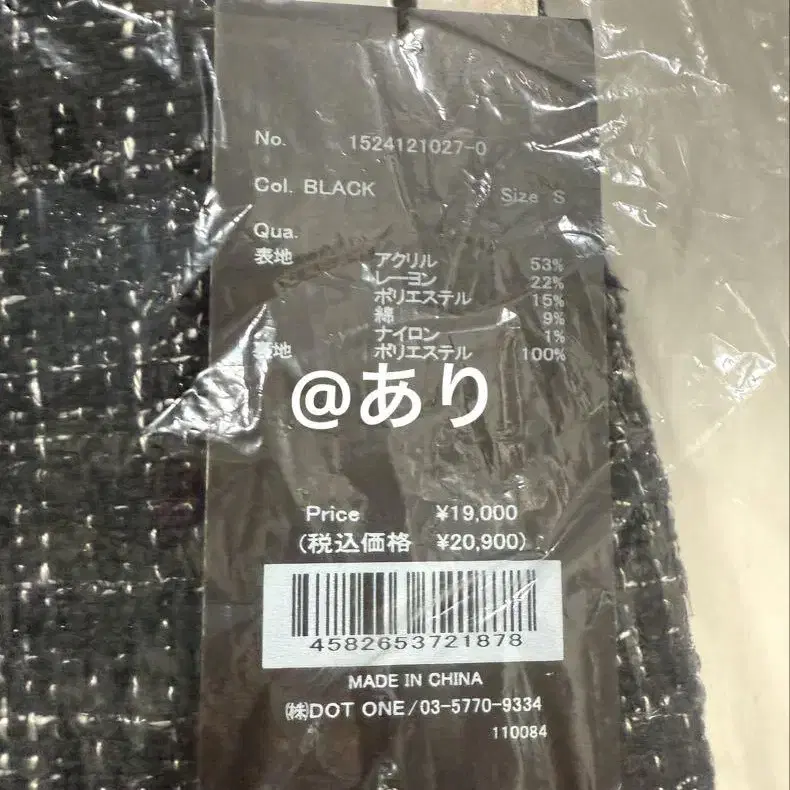 No. 1524121027-0
Col. BLACK Size S
Qua.
表地 アクリル 53%
レーヨン 22%
ポリエステル 15%
綿 9%
ナイロン 1%
裏地 ポリエステル 100%
@あり
Price ¥19,000
(税込価格 ¥20,900)
4582653721878
MADE IN CHINA
㈱DOT ONE/03-5770-9334
110084